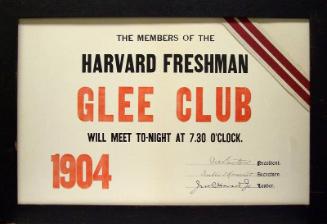 THE MEMBERS OF THE
HARVARD FRESHMAN
GLEE CLUB
WILL MEET TO-NIGHT AT 7.30 O'CLOCK.
1904
President.
Secretary.
Leader.